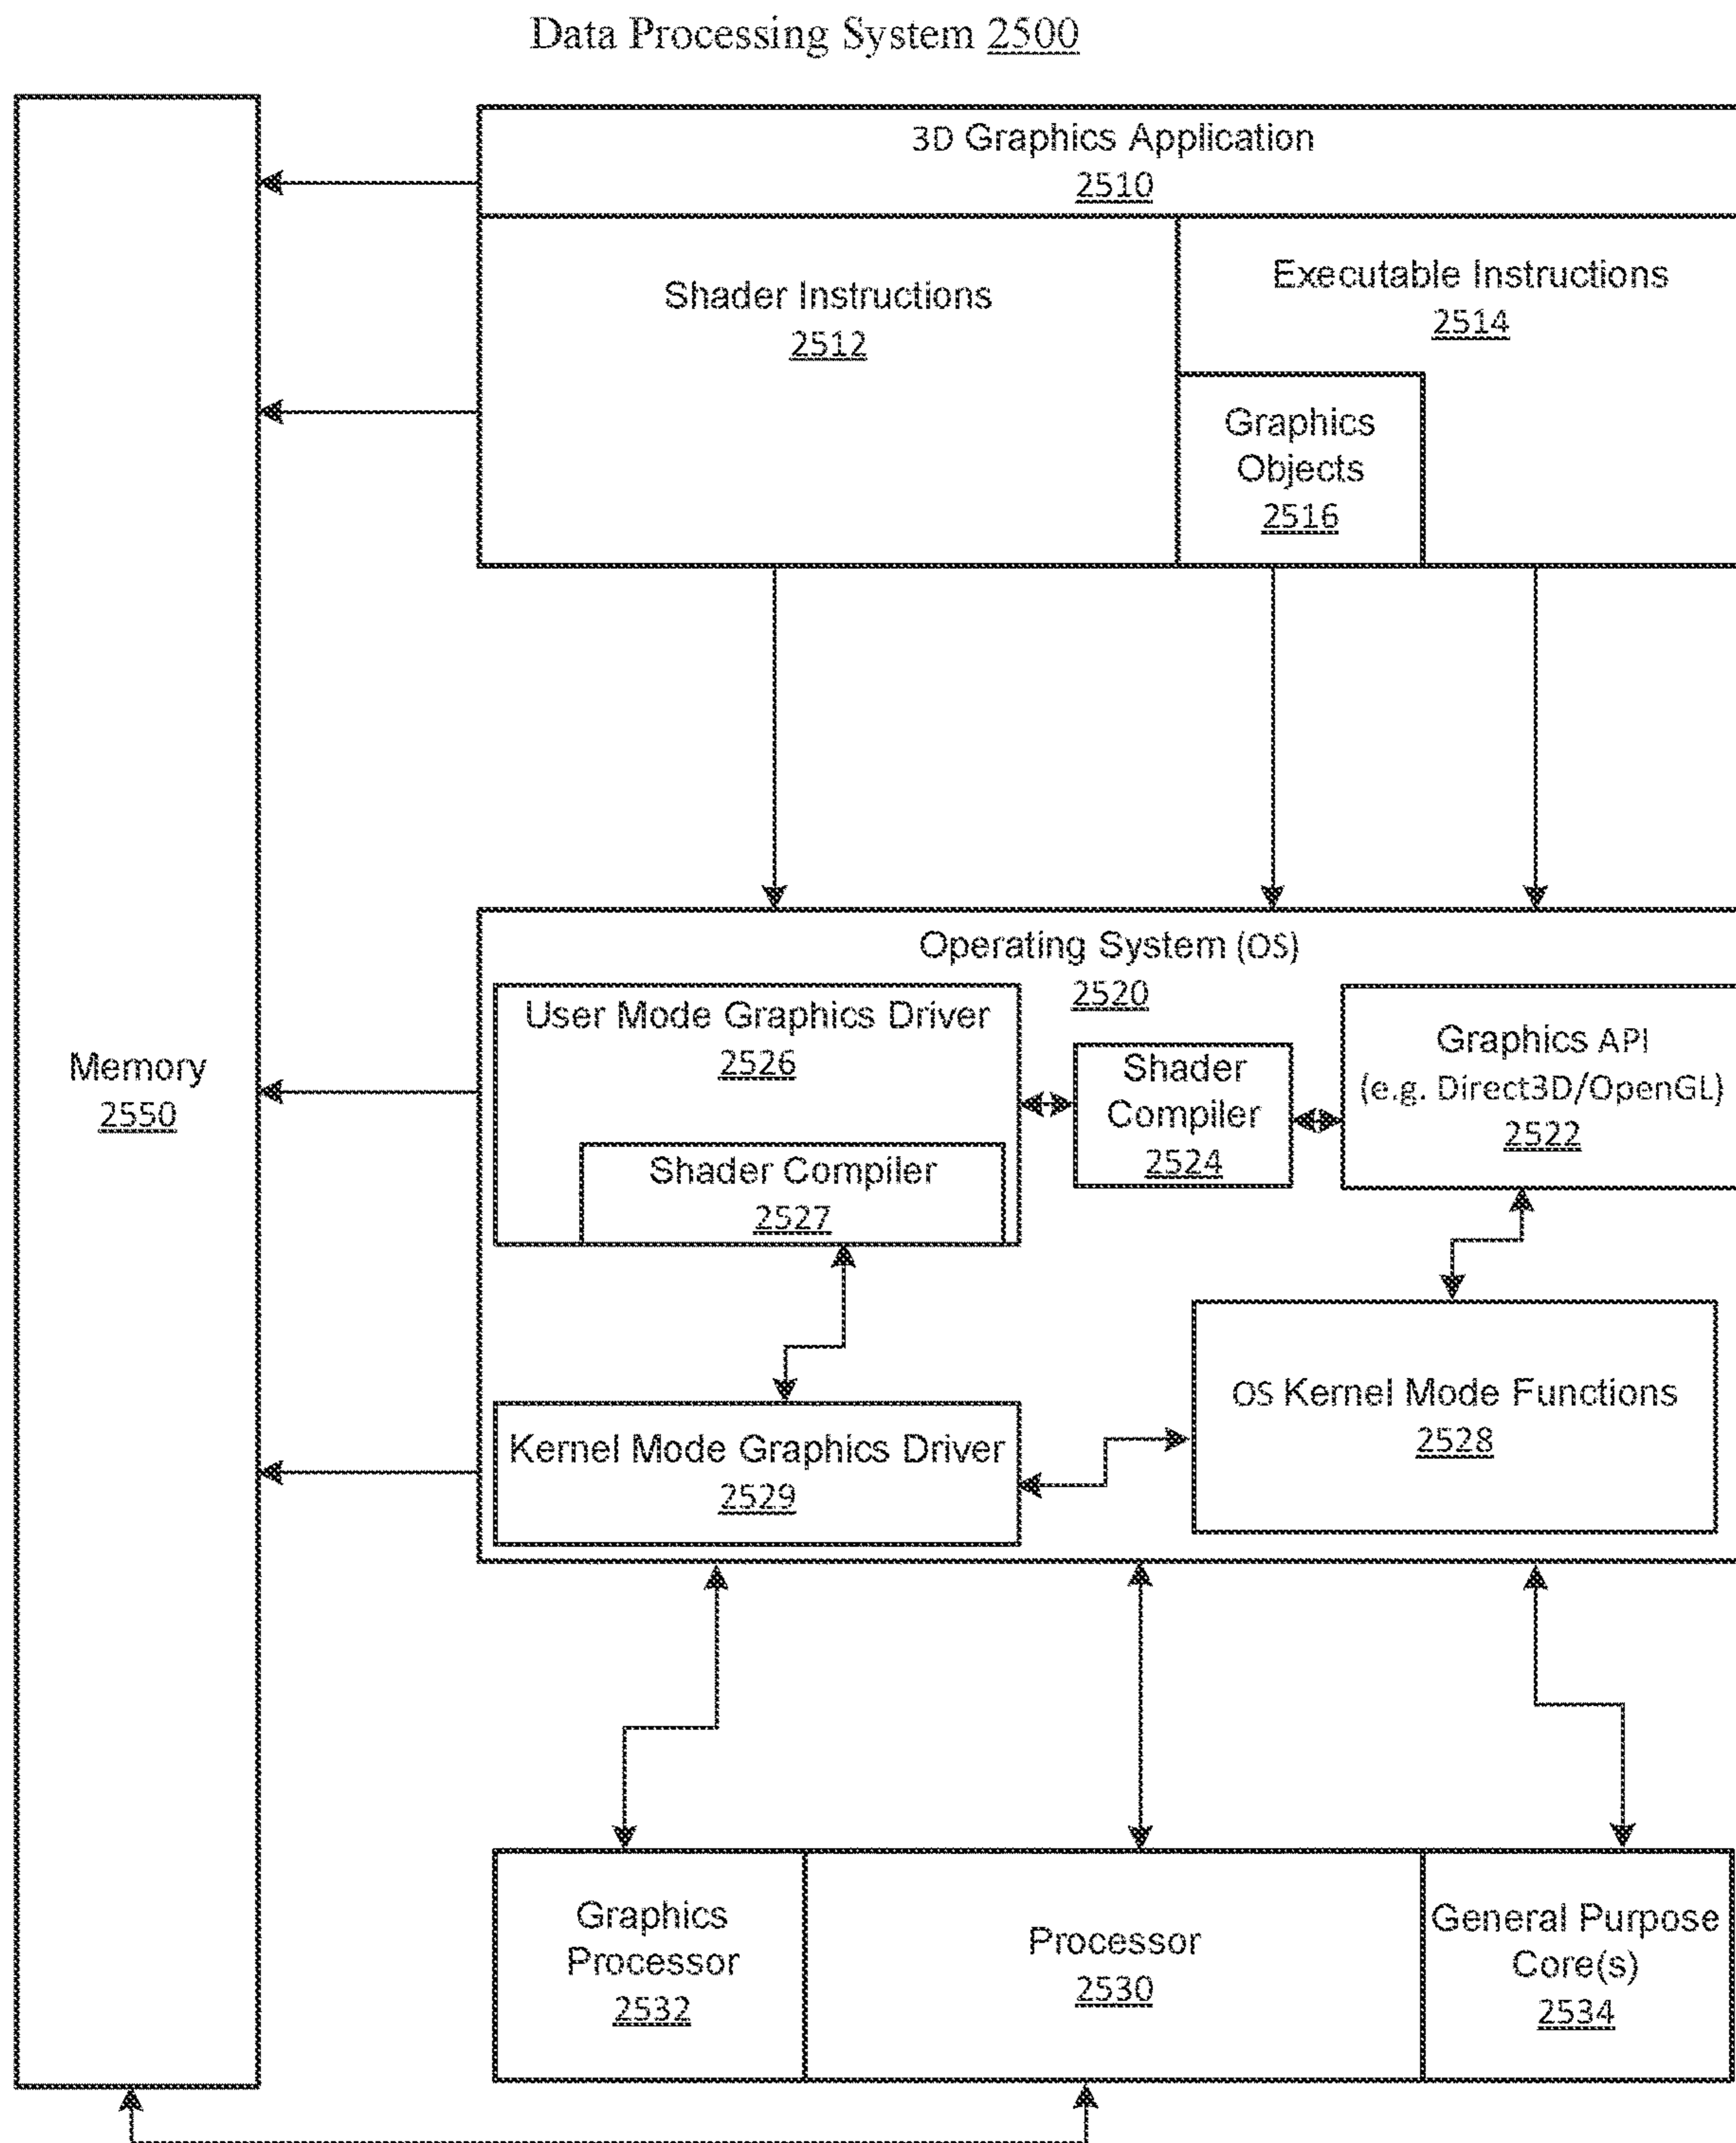 Data Processing System 2500
3D Graphics Application
2510
Shader Instructions
2512
Executable Instructions
2514
Graphics
Objects
2516
Memory
2550
Operating System (OS)
2520
User Mode Graphics Driver
2526
Shader Compiler
2527
Shader
Compiler
2524
Graphics API
(e.g. Direct3D/OpenGL)
2522
Kernel Mode Graphics Driver
2529
OS Kernel Mode Functions
2528
Graphics
Processor
2532
Processor
2530
General Purpose
Core(s)
2534